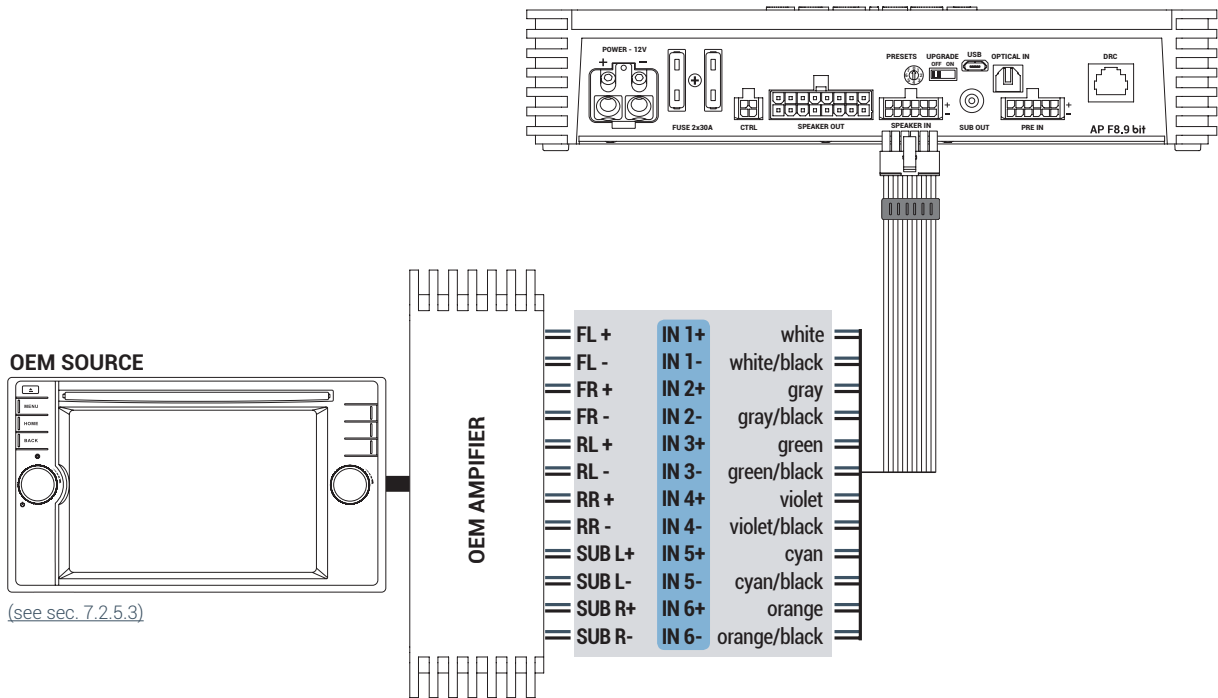 POWER - 12V
+ −
FUSE 2x30A
CTRL
SPEAKER OUT
PRESETS
UPGRADE
OFF ON
USB
OPTICAL IN
DRC
SPEAKER IN
+
−
SUB OUT
PRE IN
+
−
AP F8.9 bit
OEM SOURCE
MENU
HOME
BACK
(see sec. 7.2.5.3)
OEM AMPIFIER
FL + IN 1+ white
FL - IN 1- white/black
FR + IN 2+ gray
FR - IN 2- gray/black
RL + IN 3+ green
RL - IN 3- green/black
RR + IN 4+ violet
RR - IN 4- violet/black
SUB L+ IN 5+ cyan
SUB L- IN 5- cyan/black
SUB R+ IN 6+ orange
SUB R- IN 6- orange/black